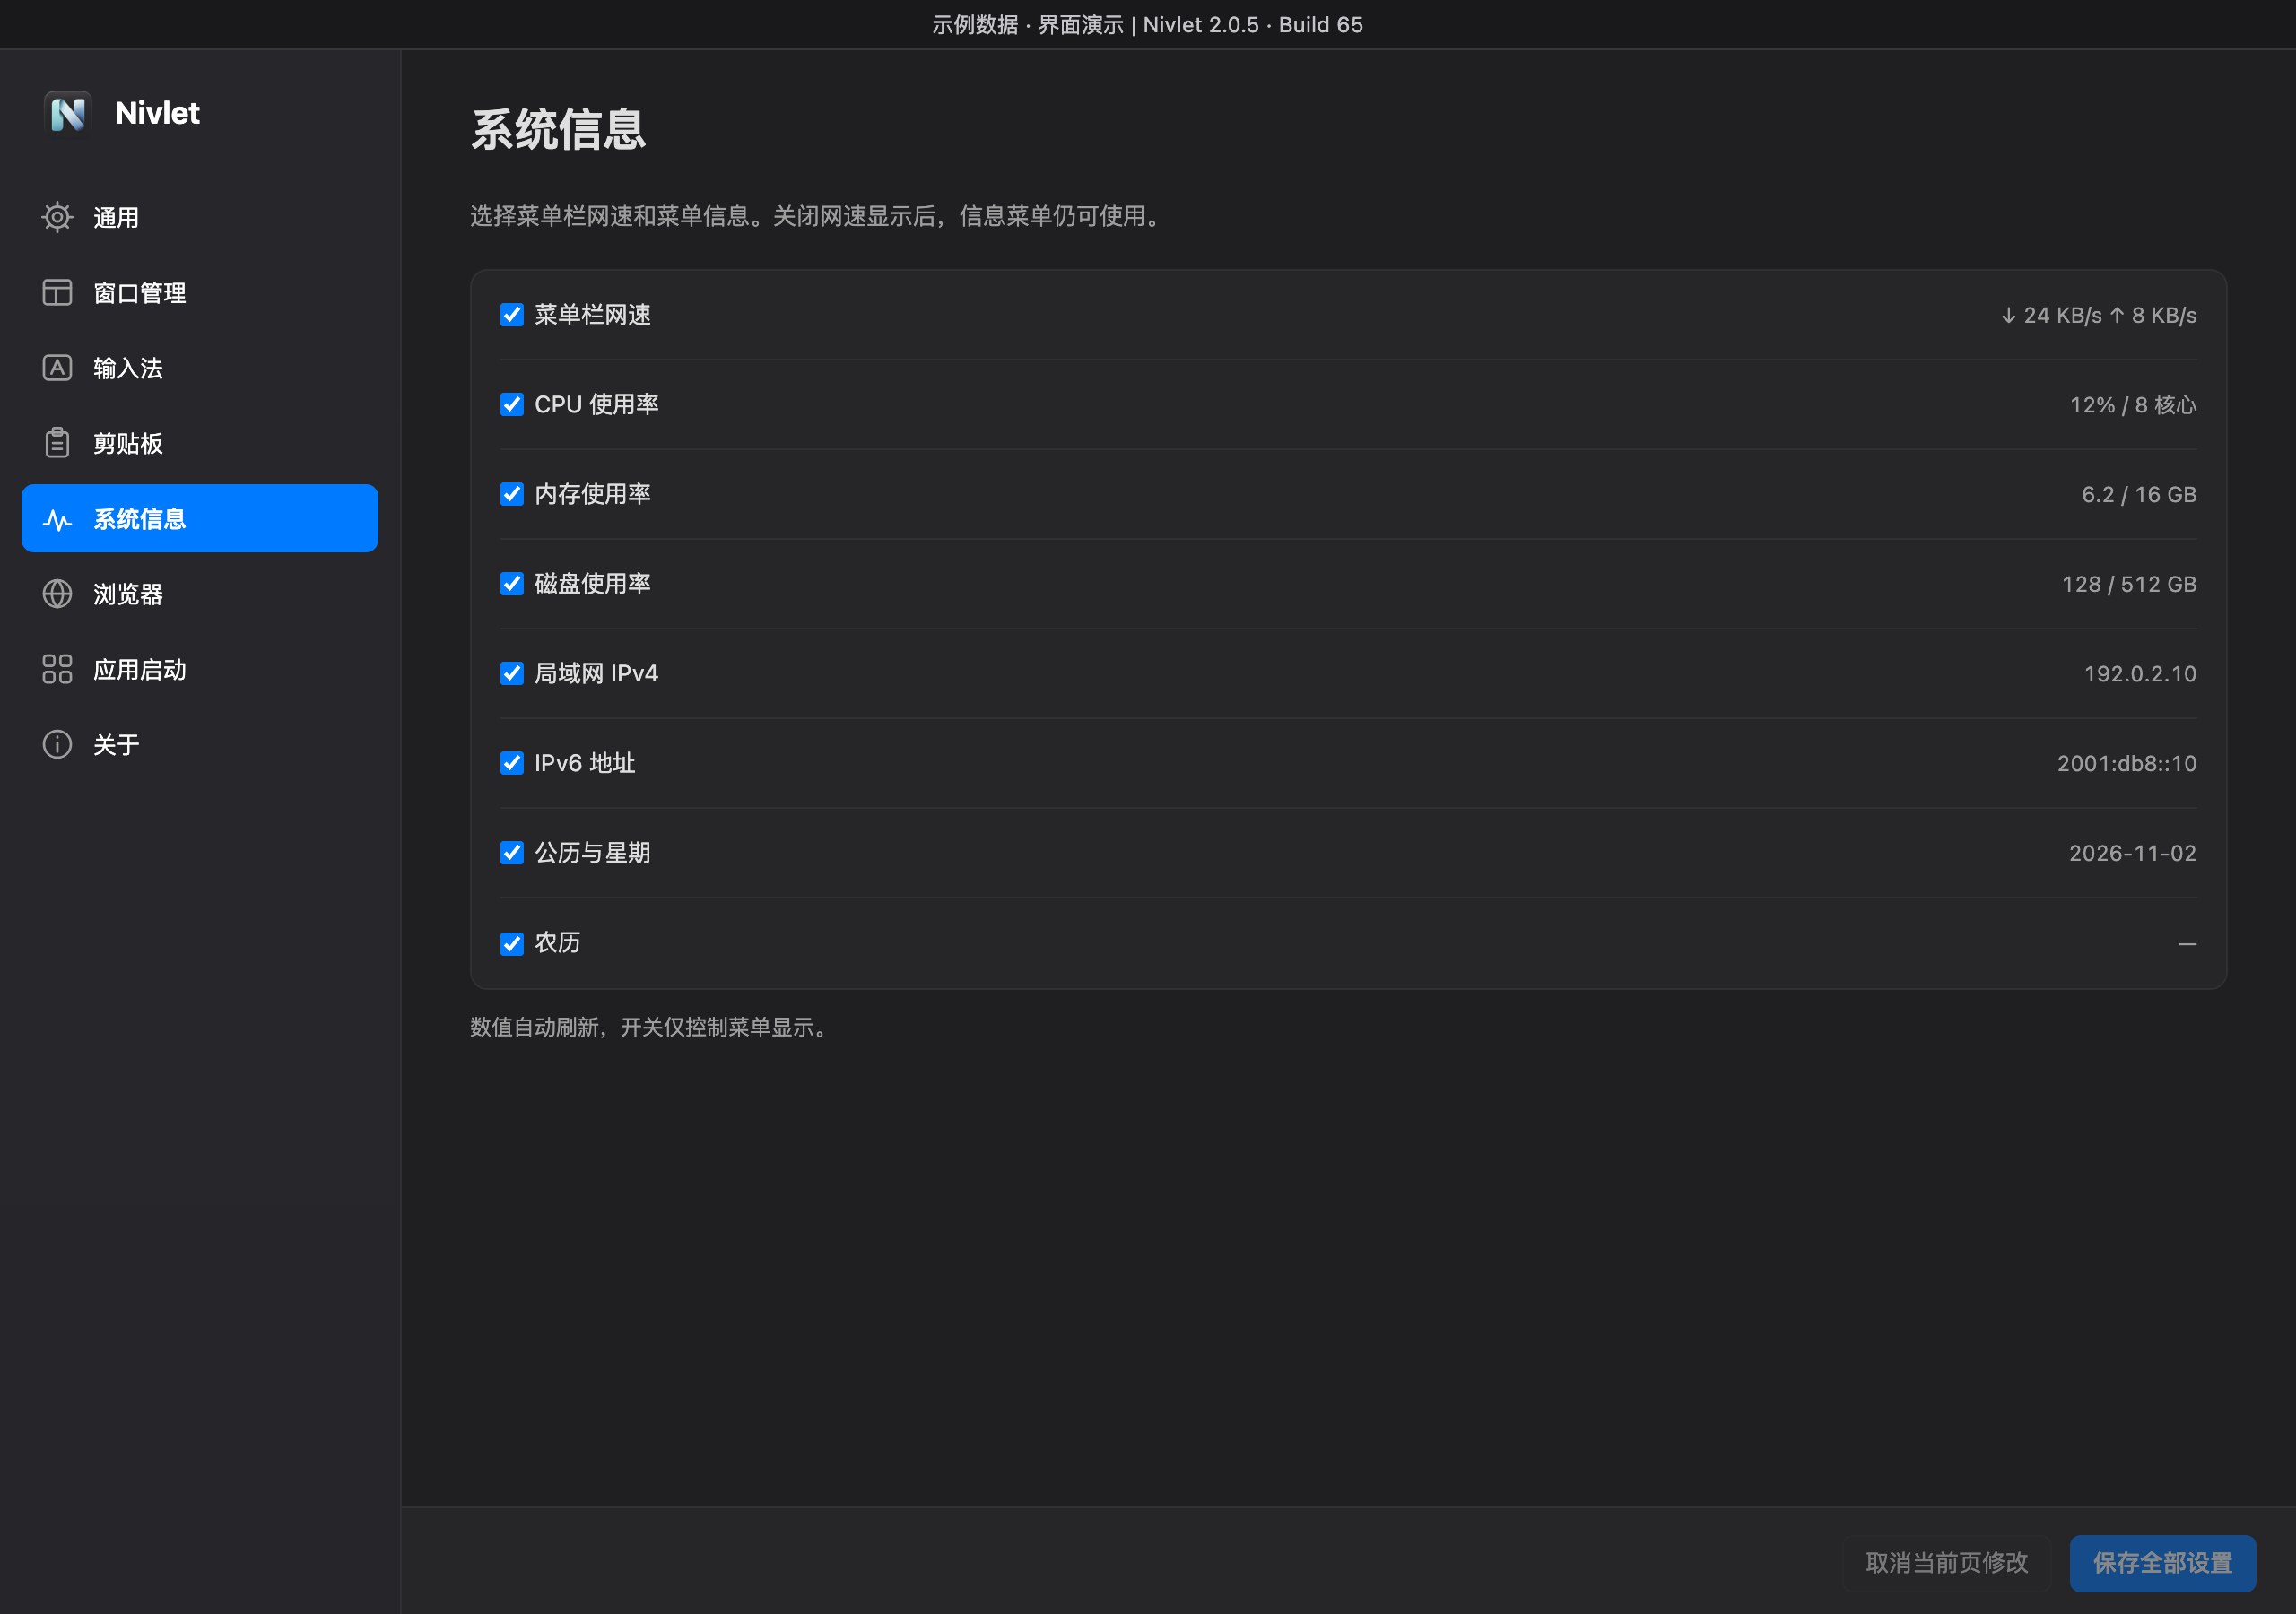 示例数据 · 界面演示 | Nivlet 2.0.5 · Build 65
Nivlet
通用
窗口管理
输入法
剪贴板
系统信息
浏览器
应用启动
关于
系统信息
选择菜单栏网速和菜单信息。关闭网速显示后，信息菜单仍可使用。
菜单栏网速 ↓ 24 KB/s ↑ 8 KB/s
CPU 使用率 12% / 8 核心
内存使用率 6.2 / 16 GB
磁盘使用率 128 / 512 GB
局域网 IPv4 192.0.2.10
IPv6 地址 2001:db8::10
公历与星期 2026-11-02
农历 —
数值自动刷新，开关仅控制菜单显示。
取消当前页修改 保存全部设置